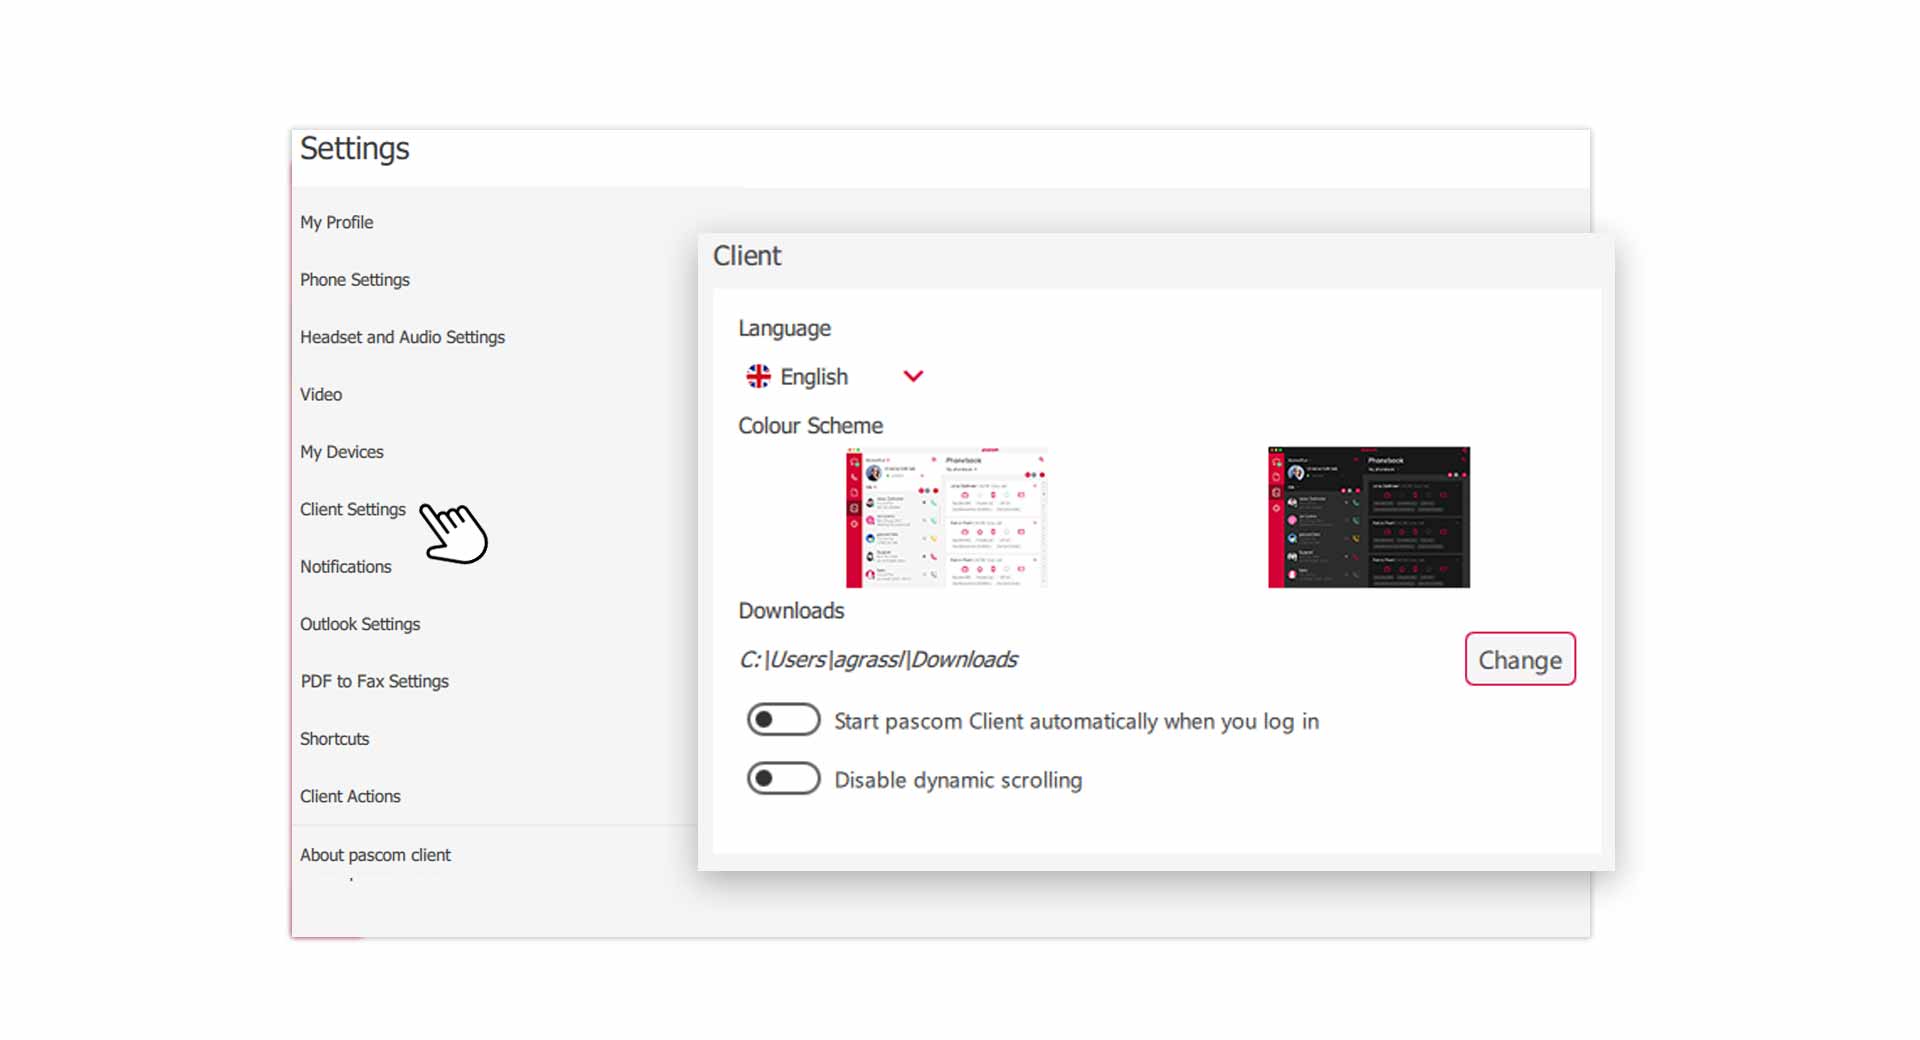 Settings
My Profile
Phone Settings
Headset and Audio Settings
Video
My Devices
Client Settings
Notifications
Outlook Settings
PDF to Fax Settings
Shortcuts
Client Actions
About pascom client
Client
Language
English
Colour Scheme
Phonebook
Phonebook
Downloads
C:\Users\agrassl\Downloads
Change
Start pascom Client automatically when you log in
Disable dynamic scrolling